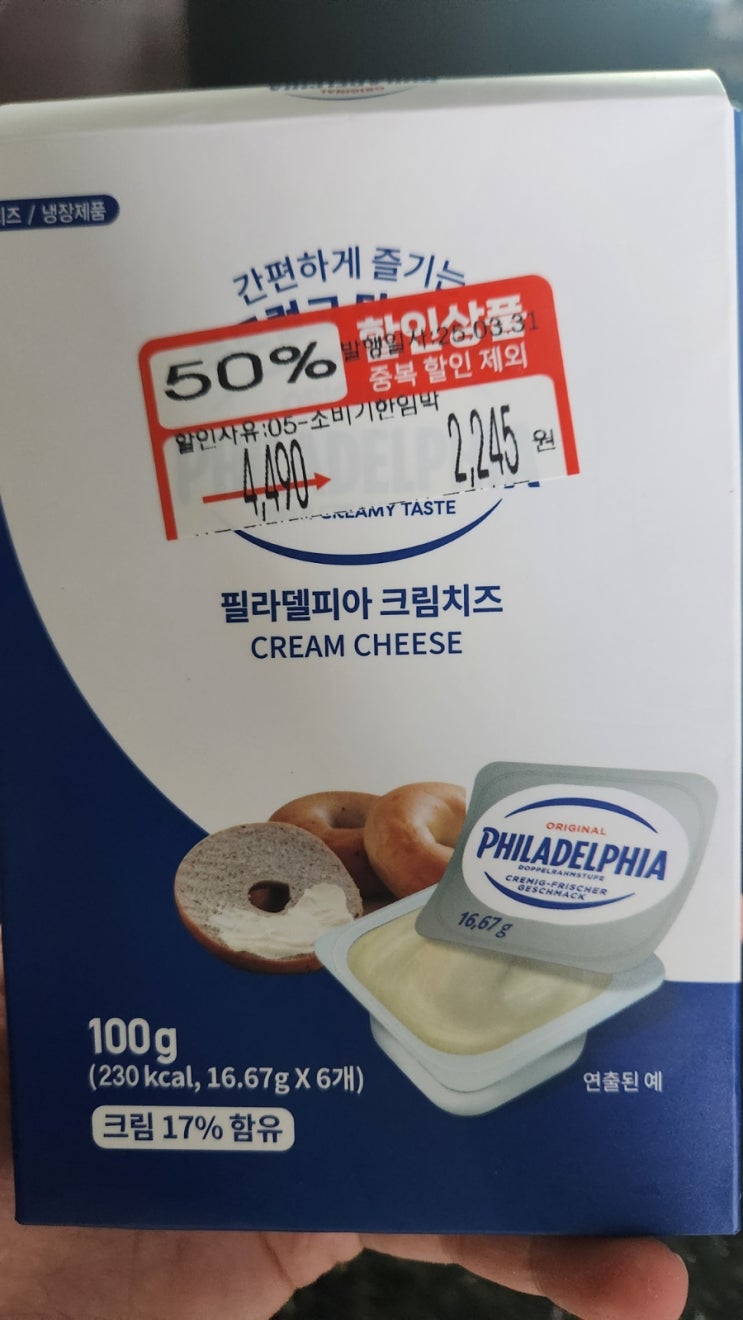 치즈 / 냉장제품
간편하게 즐기는
50%
할인상품
발행일시:26.03.31
중복 할인 제외
할인사유:05-소비기한임박
4,490
2,245 원
CREAMY TASTE
필라델피아 크림치즈
CREAM CHEESE
ORIGINAL
PHILADELPHIA
DOPPELRAHMSTUFE
CREMIG-FRISCHER
GESCHMACK
16,67 g
100g
(230 kcal, 16.67g X 6개)
크림 17% 함유
연출된 예